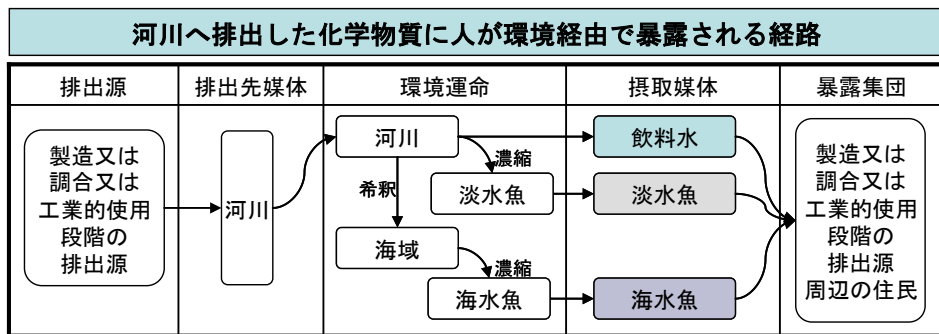 河川へ排出した化学物質に人が環境経由で暴露される経路
排出源
排出先媒体
環境運命
摂取媒体
暴露集団
製造又は
調合又は
工業的使用
段階の
排出源
河川
河川
濃縮
希釈
淡水魚
海域
濃縮
海水魚
飲料水
淡水魚
海水魚
製造又は
調合又は
工業的使用
段階の
排出源
周辺の住民